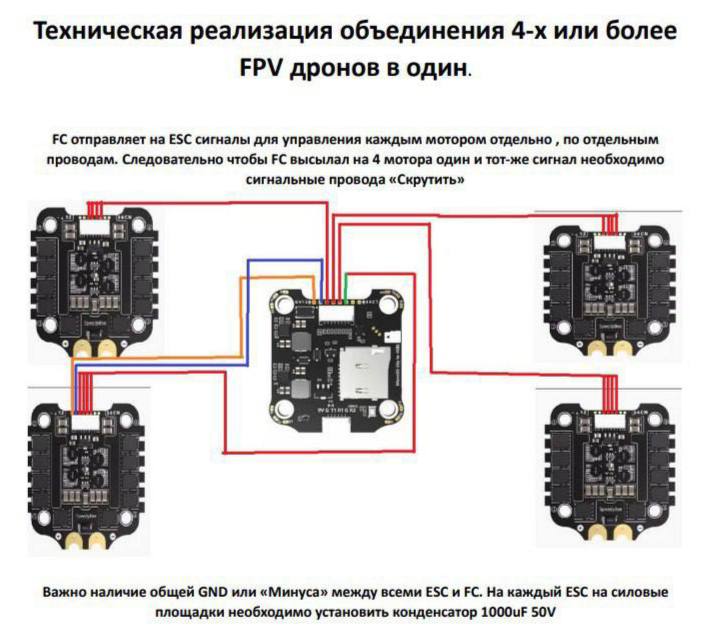 Техническая реализация объединения 4-х или более
FPV дронов в один.
FC отправляет на ESC сигналы для управления каждым мотором отдельно , по отдельным
проводам. Следовательно чтобы FC высылал на 4 мотора один и тот-же сигнал необходимо
сигнальные провода «Скрутить»
Важно наличие общей GND или «Минуса» между всеми ESC и FC. На каждый ESC на силовые
площадки необходимо установить конденсатор 1000uF 50V